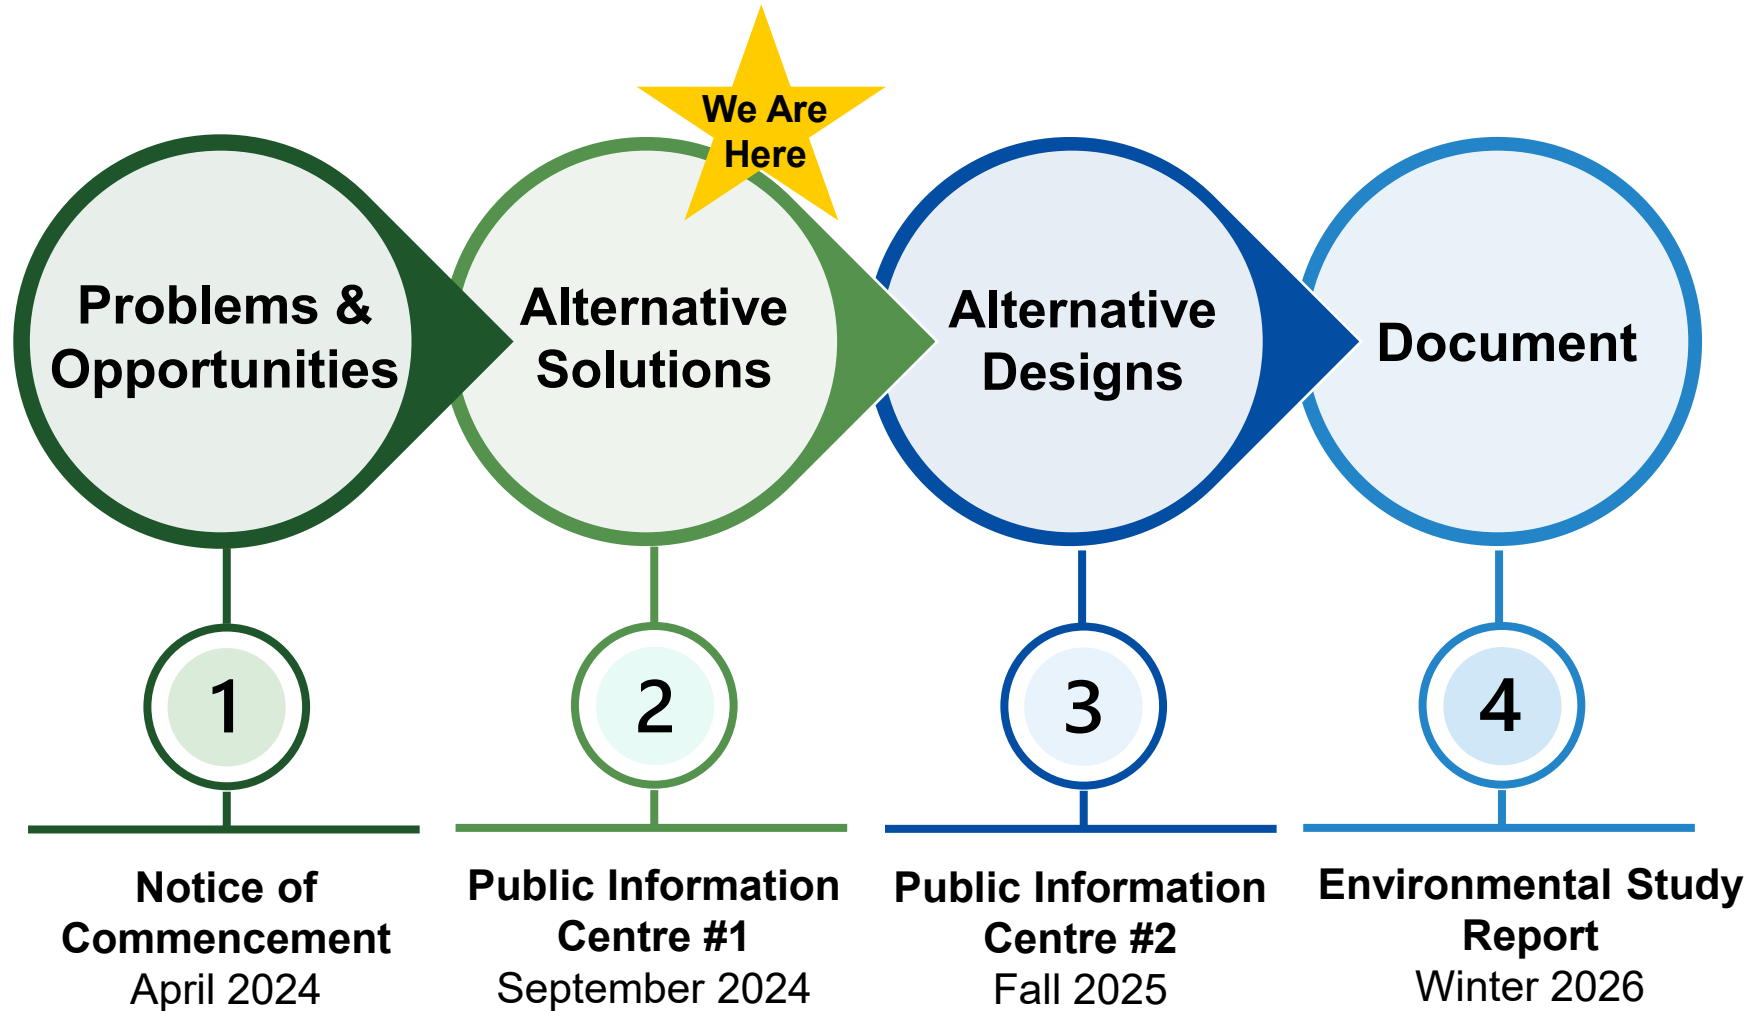 We Are
Here
Problems &
Opportunities
Alternative
Solutions
Alternative
Designs
Document
1
2
3
4
Notice of
Commencement
April 2024
Public Information
Centre #1
September 2024
Public Information
Centre #2
Fall 2025
Environmental Study
Report
Winter 2026